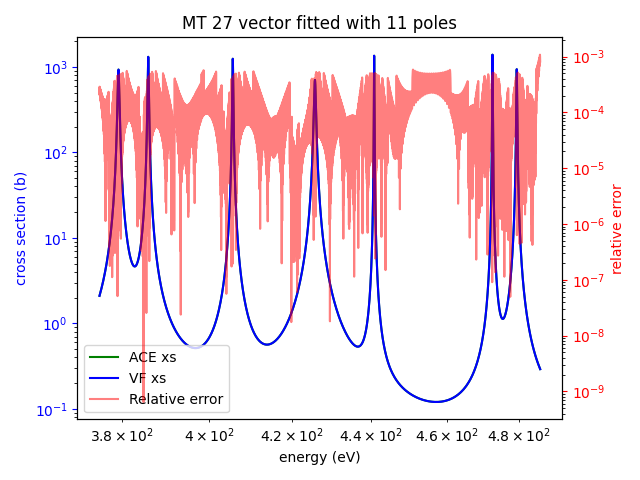 MT 27 vector fitted with 11 poles
10³
10²
10¹
10⁰
10⁻¹
cross section (b)
10⁻³
10⁻⁴
10⁻⁵
10⁻⁶
10⁻⁷
10⁻⁸
10⁻⁹
relative error
ACE xs
VF xs
Relative error
3.8 × 10² 4 × 10² 4.2 × 10² 4.4 × 10² 4.6 × 10² 4.8 × 10²
energy (eV)